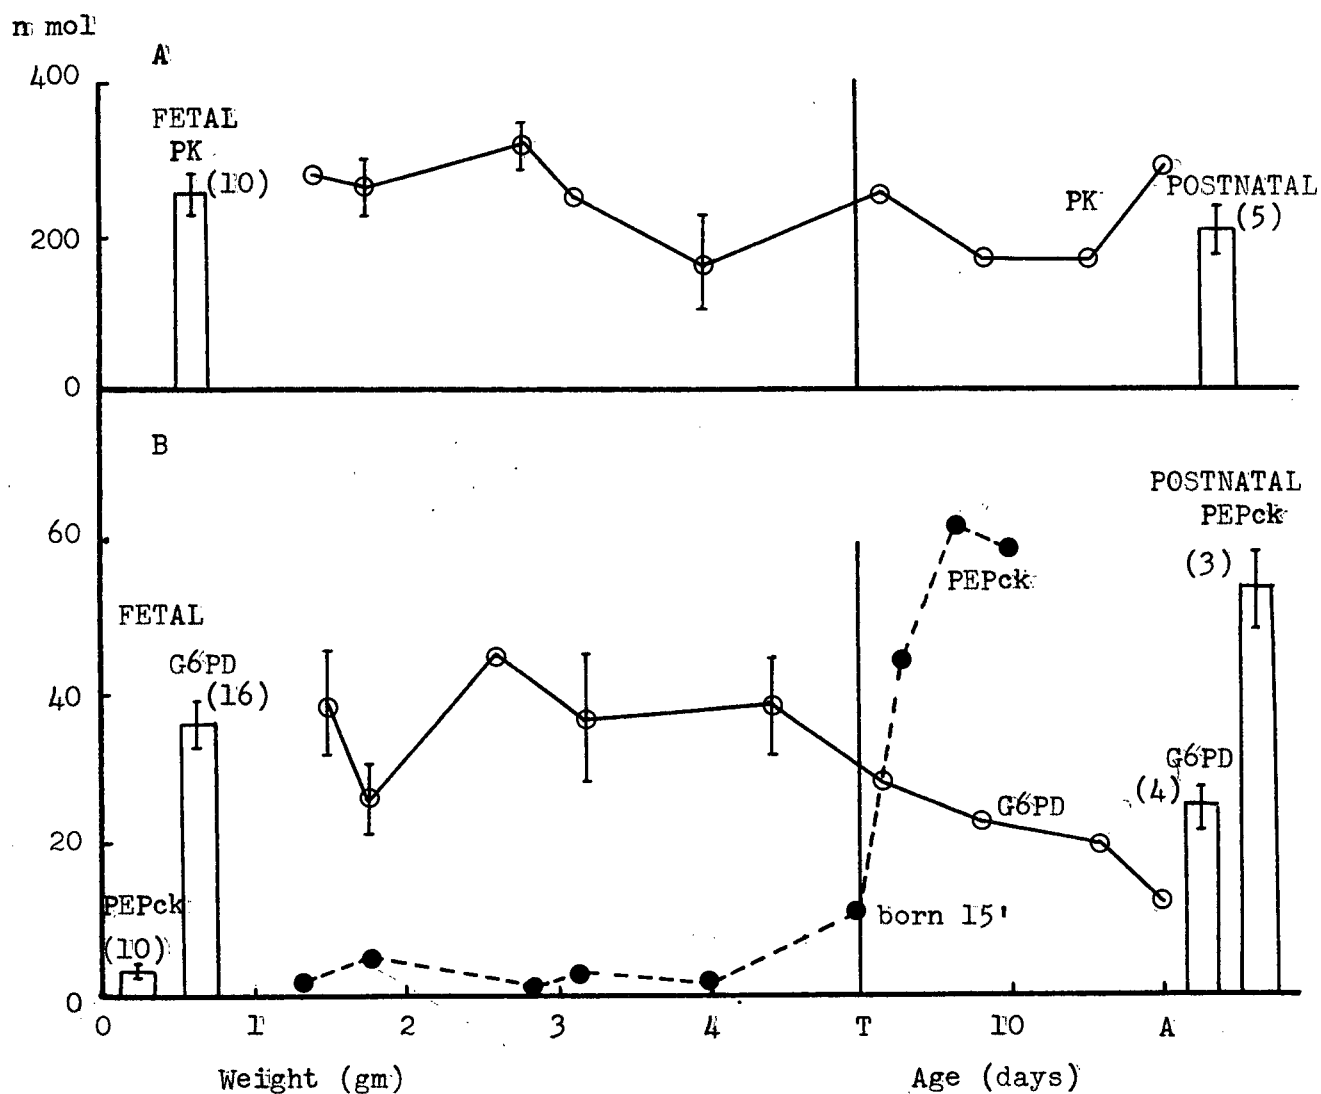 n mol
A
400
FETAL
PK
(10)
PK
POSTNATAL
(5)
200
0
B
POSTNATAL
PEPck
60
(3)
PEPck
FETAL
G6PD
(16)
40
G6PD
(4)
G6PD
20
PEPck
(10)
born 15'
0
0 1 2 3 4 T 10 A
Weight (gm) Age (days)